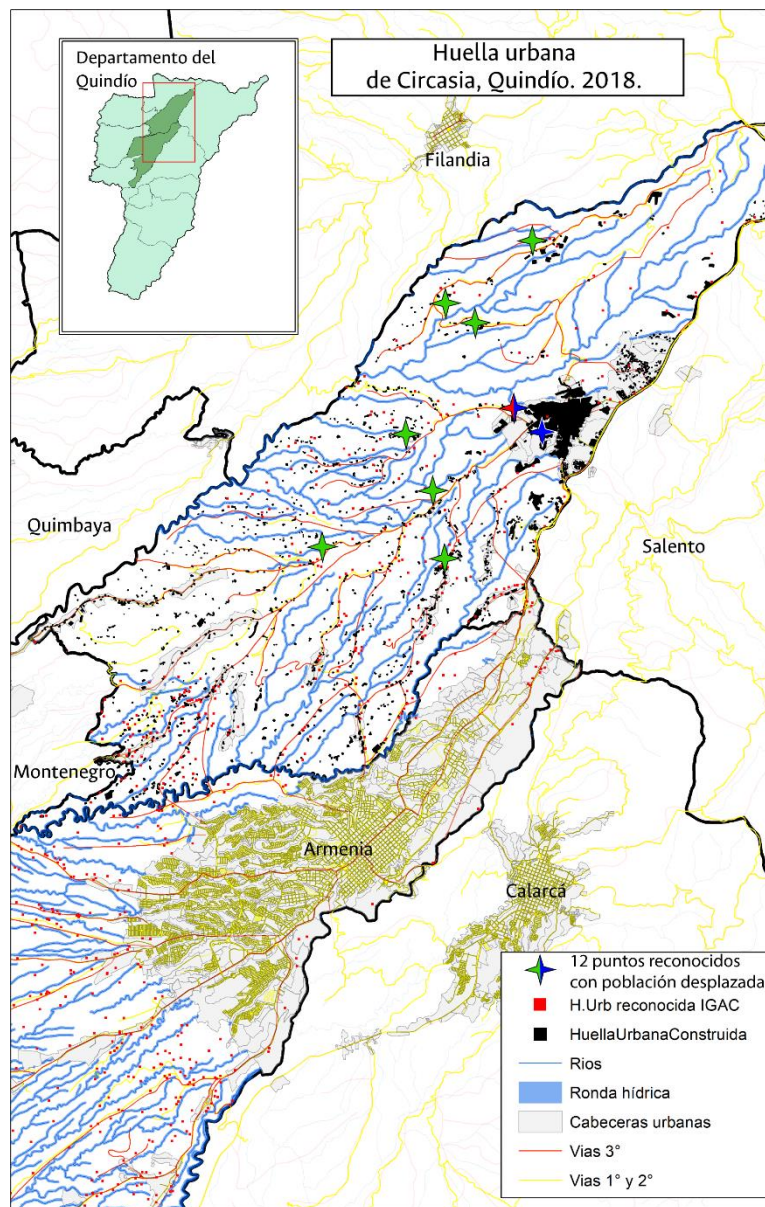 Departamento del
Quindío
Huella urbana
de Circasia, Quindío. 2018.
Filandia
Quimbaya
Salento
Montenegro
Armenia
Calarcá
12 puntos reconocidos
con población desplazada
H.Urb reconocida IGAC
HuellaUrbanaConstruida
Rios
Ronda hídrica
Cabeceras urbanas
Vias 3°
Vias 1° y 2°